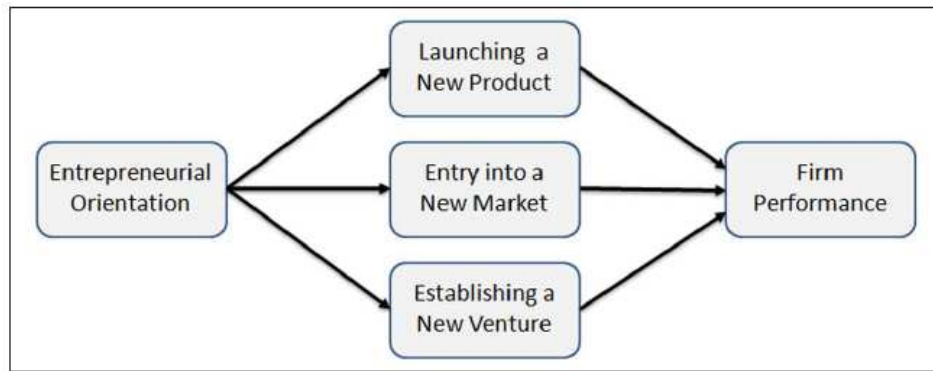 Launching a
New Product
Entrepreneurial
Orientation
Entry into a
New Market
Firm
Performance
Establishing a
New Venture